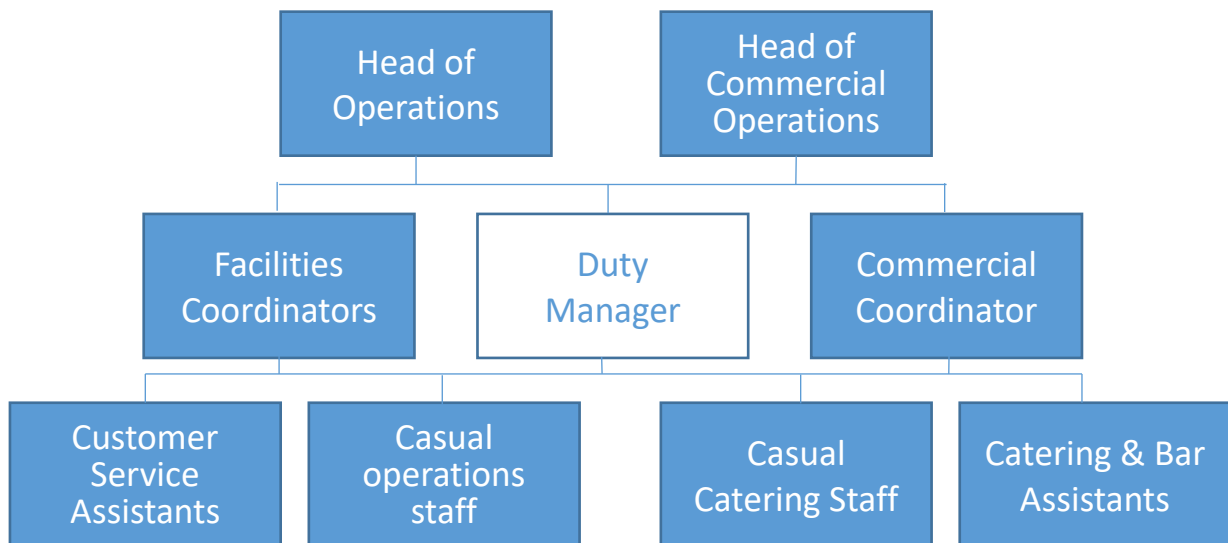 Head of
Operations
Head of
Commercial
Operations
Facilities
Coordinators
Duty
Manager
Commercial
Coordinator
Customer
Service
Assistants
Casual
operations
staff
Casual
Catering Staff
Catering & Bar
Assistants